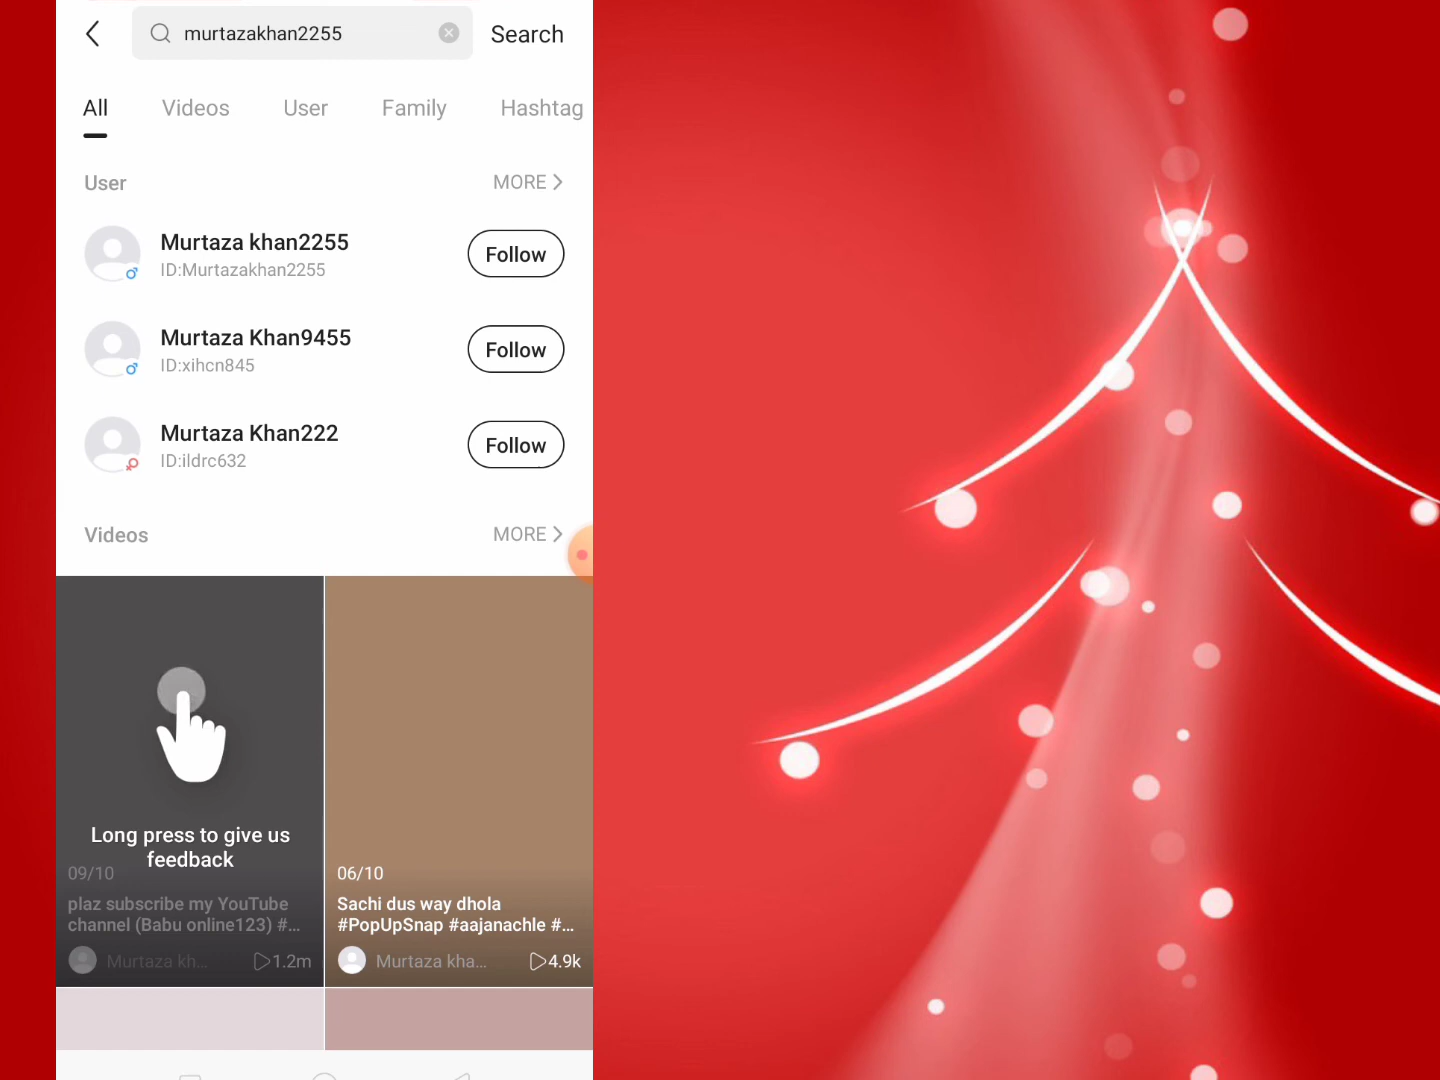 murtazakhan2255
Search
All
Videos
User
Family
Hashtag
User
MORE
Murtaza khan2255
ID:Murtazakhan2255
Follow
Murtaza Khan9455
ID:xihcn845
Follow
Murtaza Khan222
ID:ildrc632
Follow
Videos
MORE
Long press to give us
feedback
09/10
plaz subscribe my YouTube
channel (Babu online123) #...
Murtaza kh...
1.2m
06/10
Sachi dus way dhola
#PopUpSnap #aajanachle #...
Murtaza kha...
4.9k